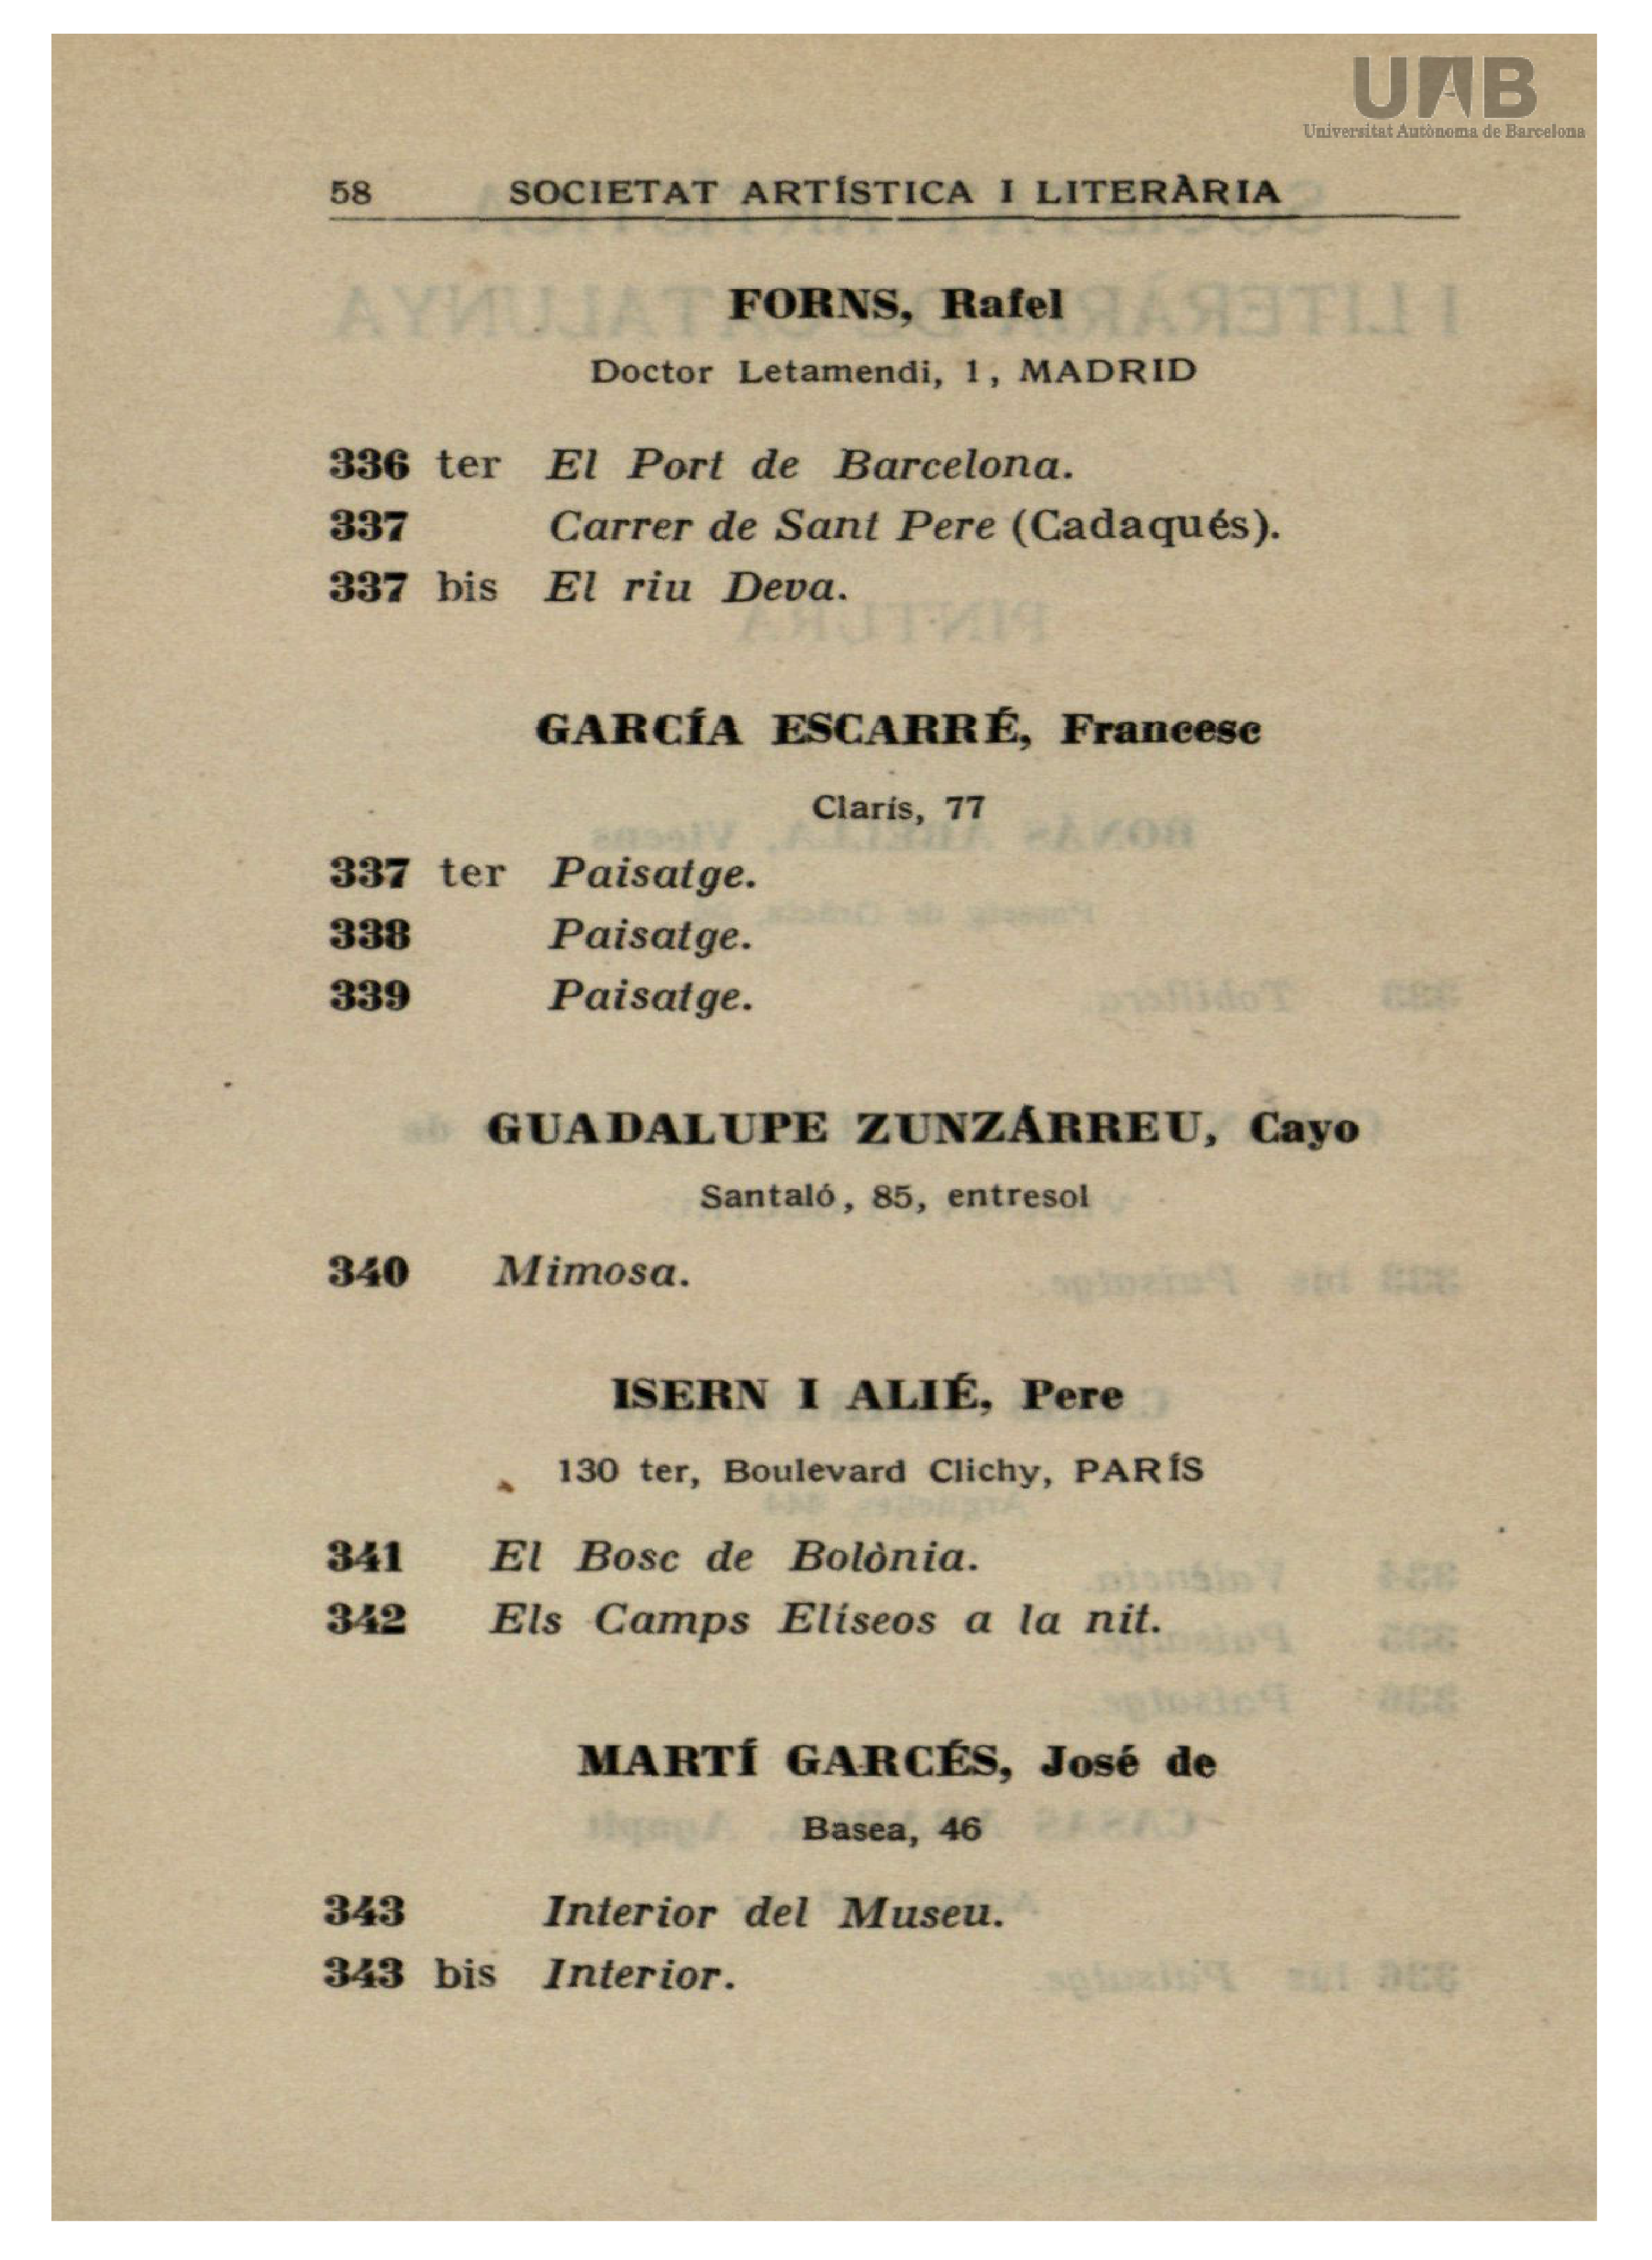 UAB
Universitat Autònoma de Barcelona
58 SOCIETAT ARTÍSTICA I LITERÀRIA
FORNS, Rafel
Doctor Letamendi, 1, MADRID
336 ter El Port de Barcelona.
337 Carrer de Sant Pere (Cadaqués).
337 bis El riu Deva.
GARCÍA ESCARRÉ, Francesc
Clarís, 77
337 ter Paisatge.
338 Paisatge.
339 Paisatge.
GUADALUPE ZUNZÁRREU, Cayo
Santaló, 85, entresol
340 Mimosa.
ISERN I ALIÉ, Pere
130 ter, Boulevard Clichy, PARÍS
341 El Bosc de Bolònia.
342 Els Camps Elíseos a la nit.
MARTÍ GARCÉS, José de
Basea, 46
343 Interior del Museu.
343 bis Interior.